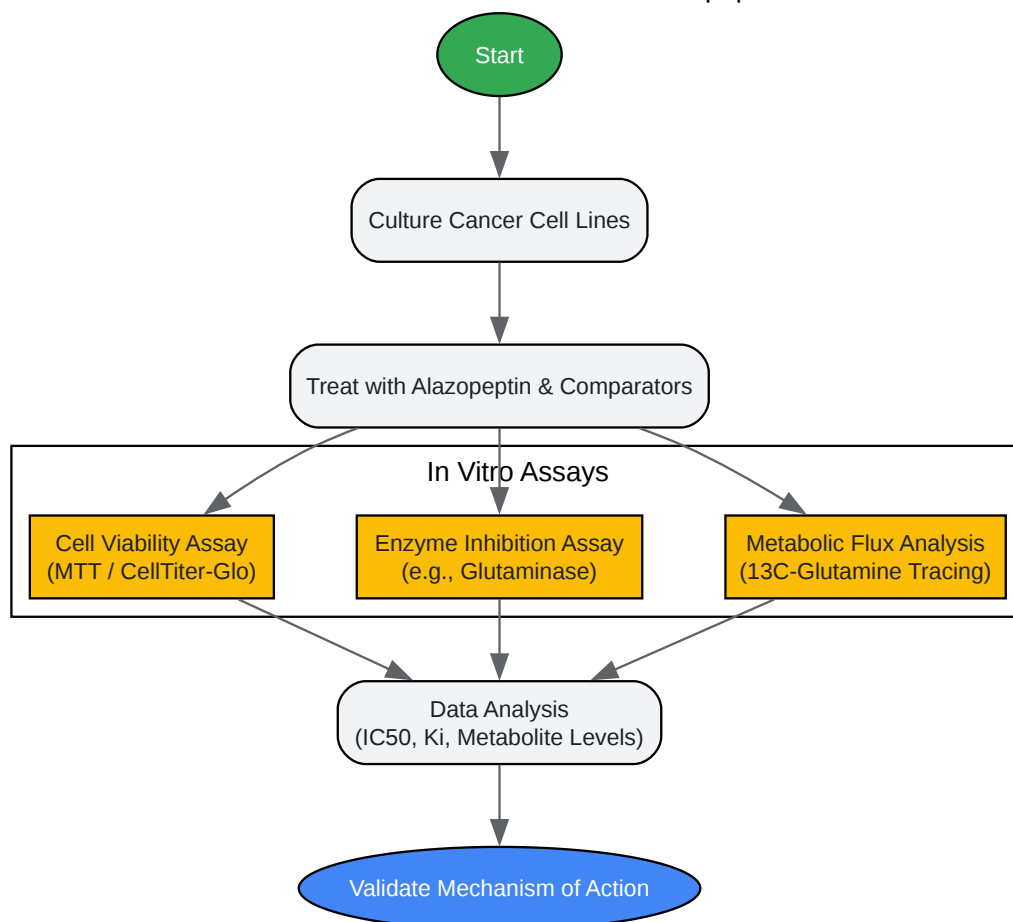 Start
Culture Cancer Cell Lines
Treat with Alazopeptin & Comparators
In Vitro Assays
Cell Viability Assay
(MTT / CellTiter-Glo)
Enzyme Inhibition Assay
(e.g., Glutaminase)
Metabolic Flux Analysis
(13C-Glutamine Tracing)
Data Analysis
(IC50, Ki, Metabolite Levels)
Validate Mechanism of Action